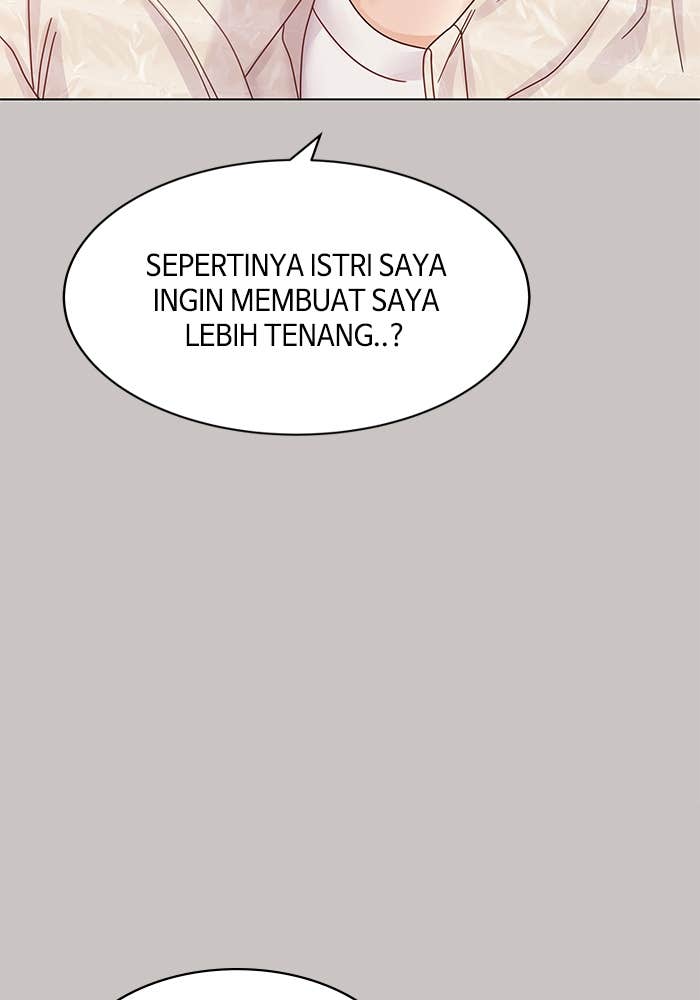 SEPERTINYA ISTRI SAYA
INGIN MEMBUAT SAYA
LEBIH TENANG..?